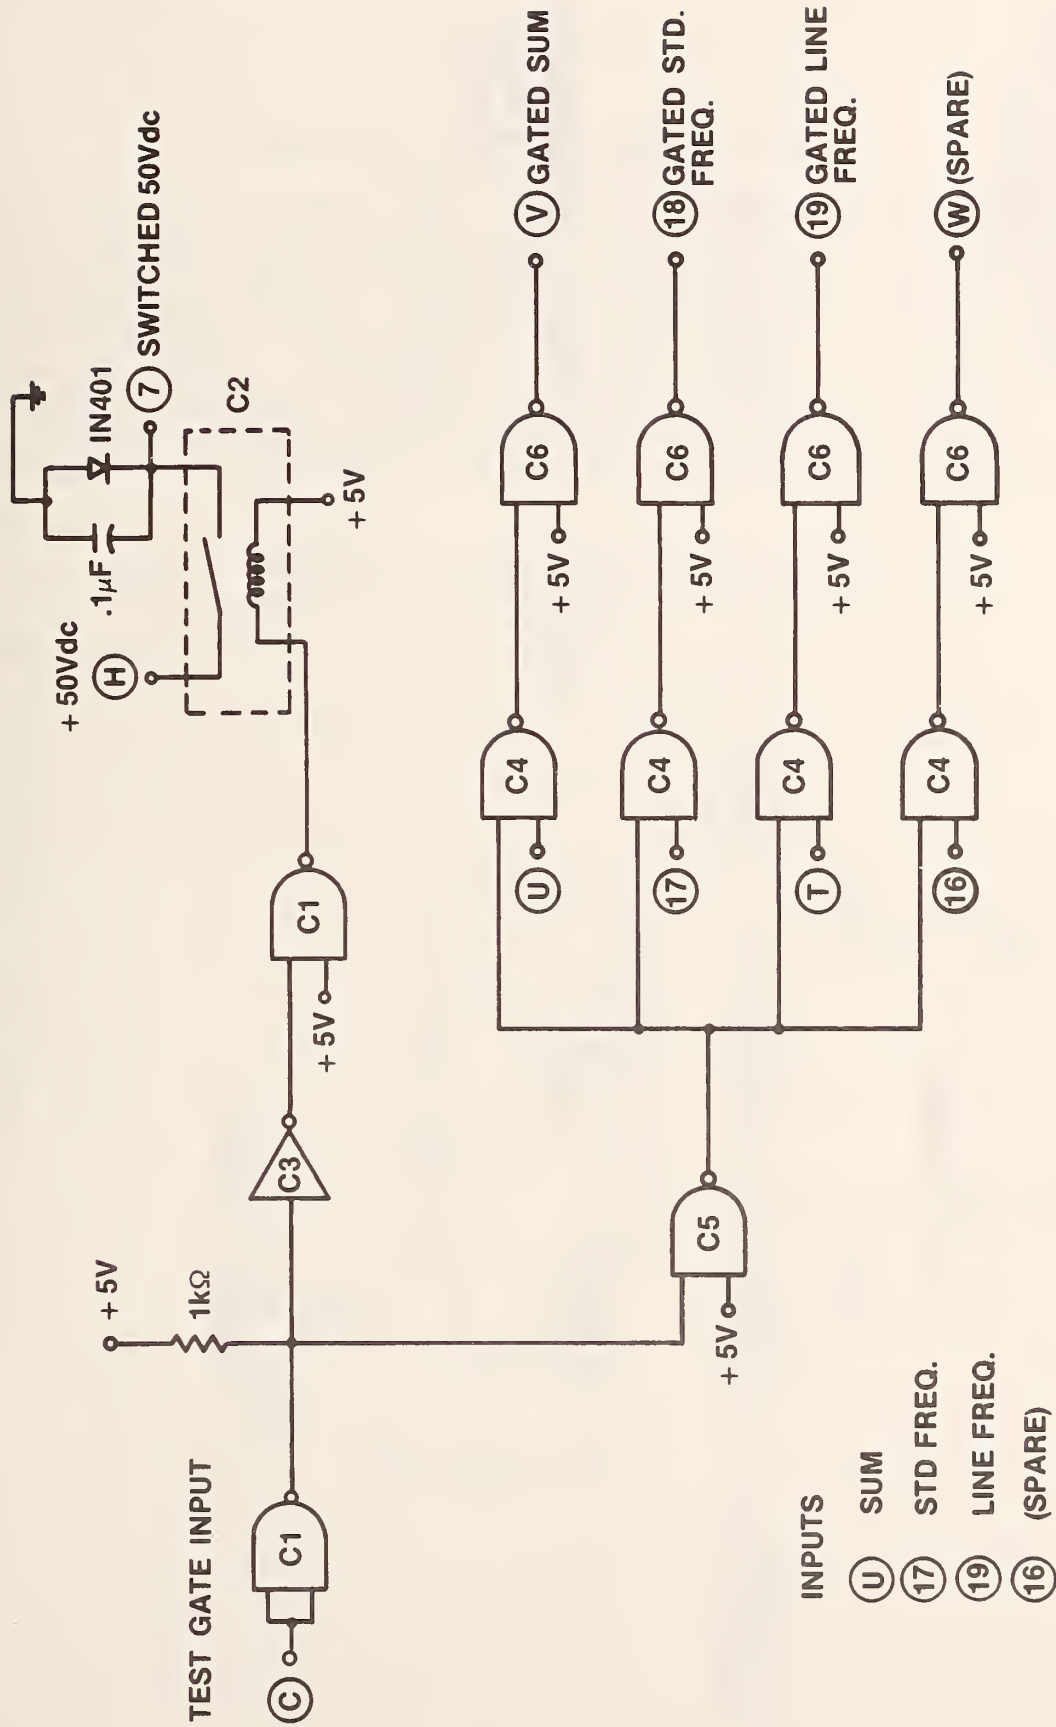 TEST GATE INPUT
C
C1
+ 5V
1kΩ
C3
+ 5V
C1
+ 50Vdc
H
.1µF
IN401
7 SWITCHED 50Vdc
C2
+ 5V
+ 5V
C5
U
C4
+ 5V
C6
V GATED SUM
17
C4
+ 5V
C6
18 GATED STD.
FREQ.
T
C4
+ 5V
C6
19 GATED LINE
FREQ.
16
C4
+ 5V
C6
W (SPARE)
INPUTS
U SUM
17 STD FREQ.
19 LINE FREQ.
16 (SPARE)